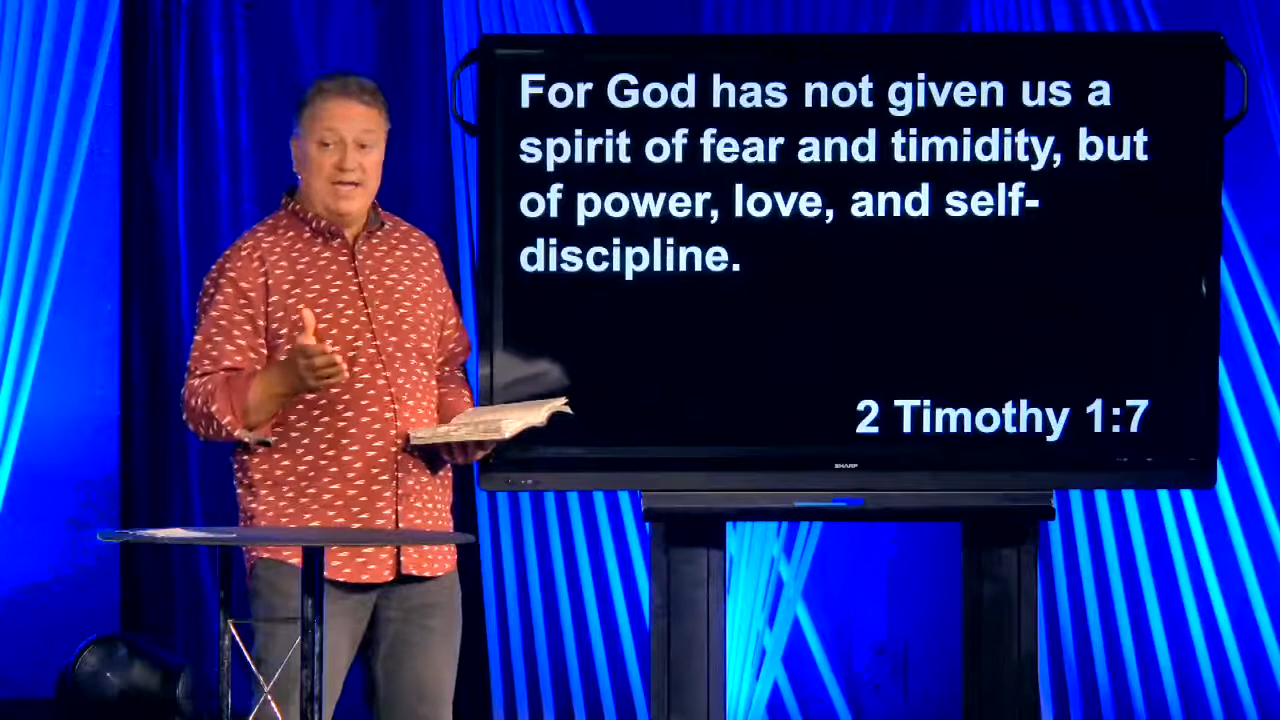 For God has not given us a
spirit of fear and timidity, but
of power, love, and self-
discipline.
2 Timothy 1:7
SHARP